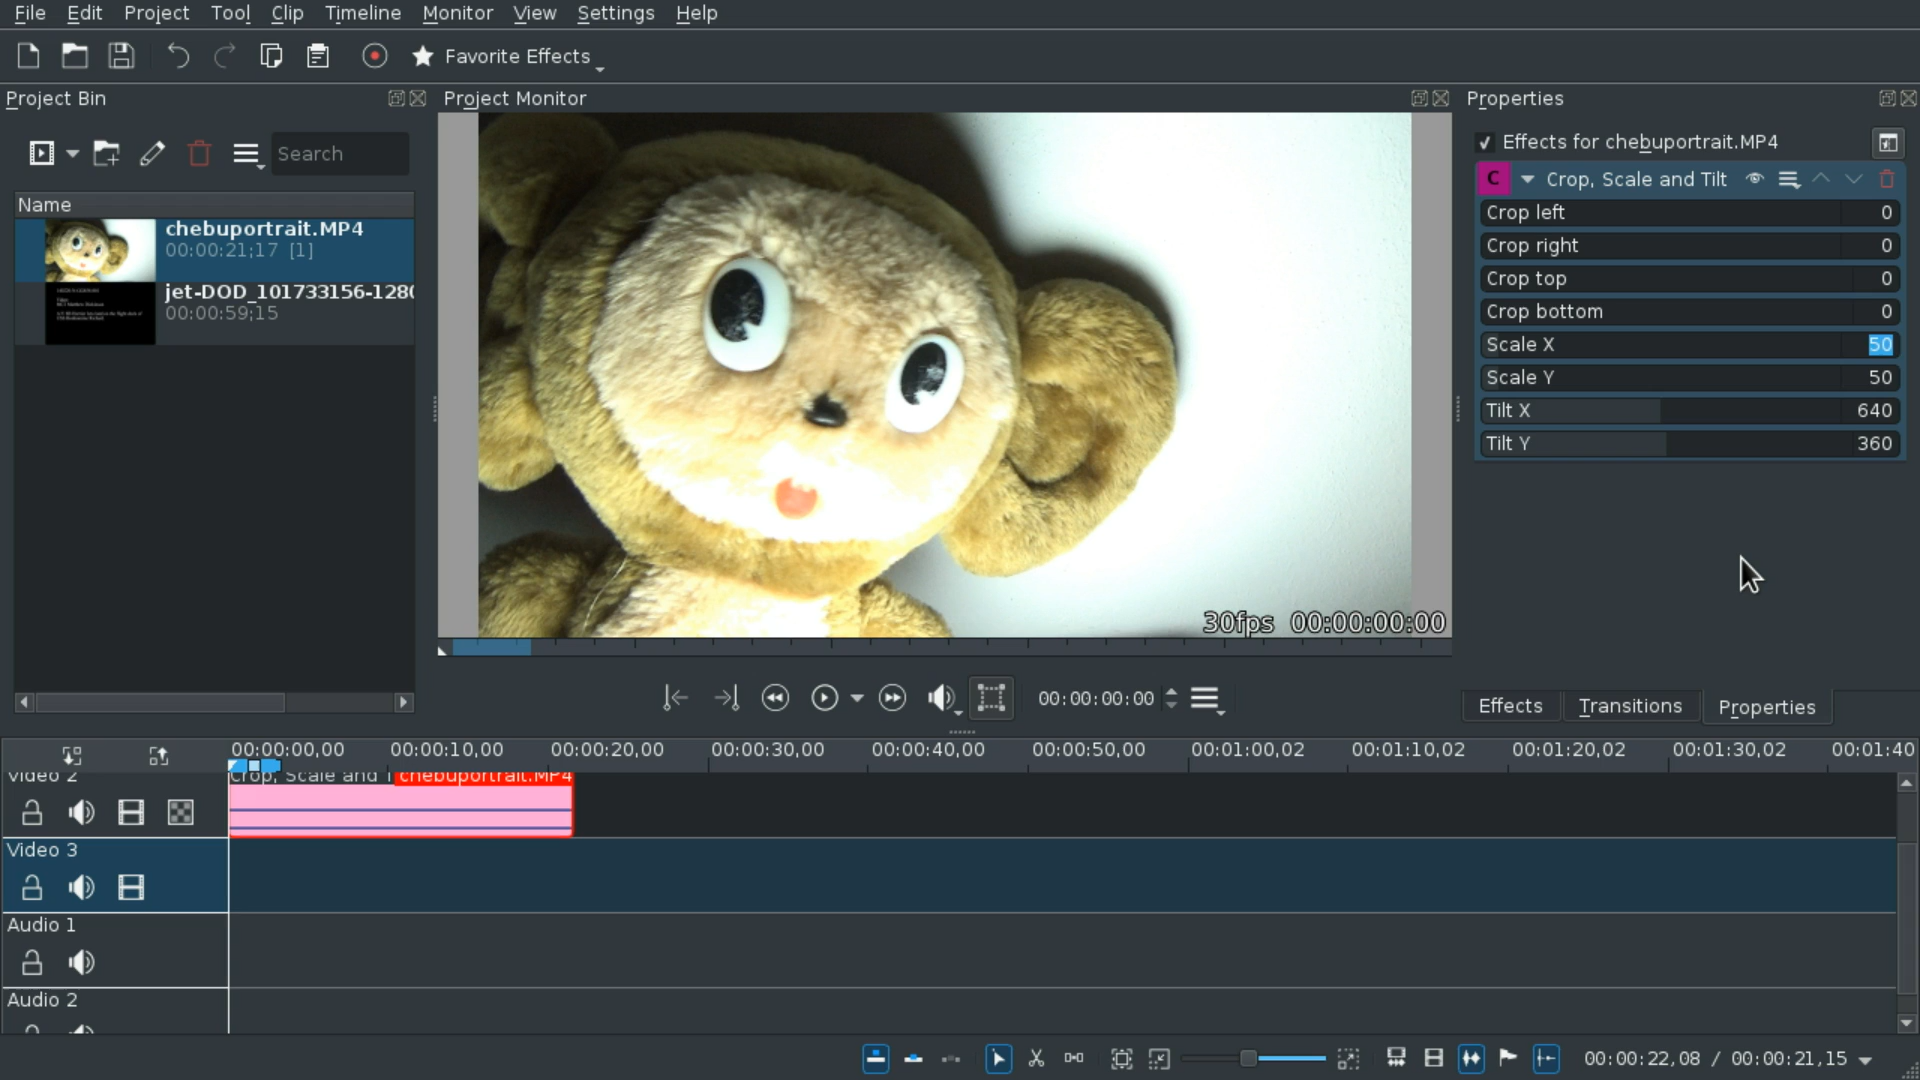 File Edit Project Tool Clip Timeline Monitor View Settings Help
Favorite Effects
Project Bin
Project Monitor
Properties
Search
Effects for chebuportrait.MP4
Name
chebuportrait.MP4
00:00:21;17 [1]
jet-DOD_101733156-1280
00:00:59;15
C Crop, Scale and Tilt
Crop left 0
Crop right 0
Crop top 0
Crop bottom 0
Scale X 50
Scale Y 50
Tilt X 640
Tilt Y 360
30fps 00:00:00:00
00:00:00:00
Effects Transitions Properties
00:00:00,00 00:00:10,00 00:00:20,00 00:00:30,00 00:00:40,00 00:00:50,00 00:01:00,02 00:01:10,02 00:01:20,02 00:01:30,02 00:01:40
Video 2
Crop, Scale and T chebuportrait.MP4
Video 3
Audio 1
Audio 2
00:00:22,08 / 00:00:21,15